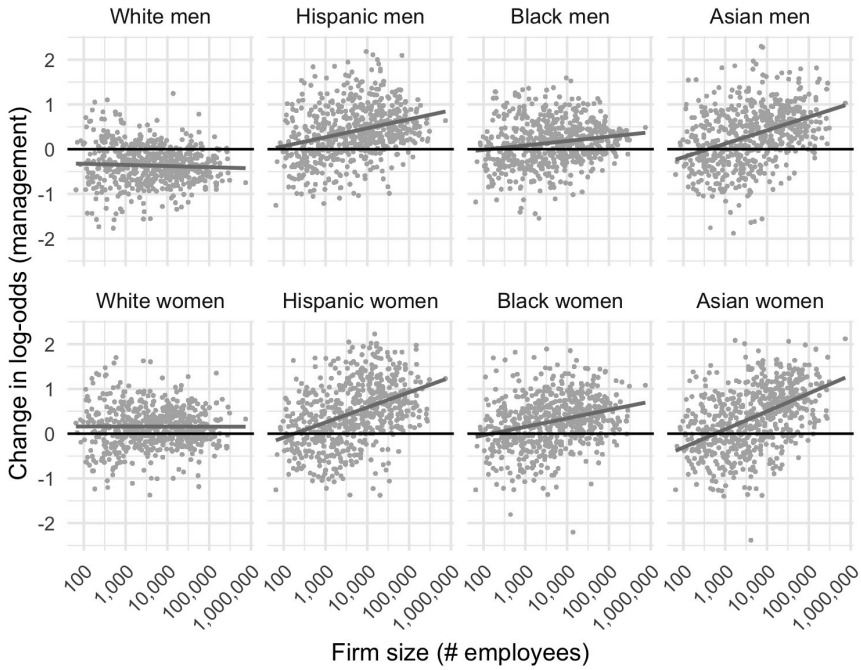 White men Hispanic men Black men Asian men
2
1
0
-1
-2
White women Hispanic women Black women Asian women
2
1
0
-1
-2
100 1,000 10,000 100,000 1,000,000 100 1,000 10,000 100,000 1,000,000 100 1,000 10,000 100,000 1,000,000 100 1,000 10,000 100,000 1,000,000
Firm size (# employees)
Change in log-odds (management)